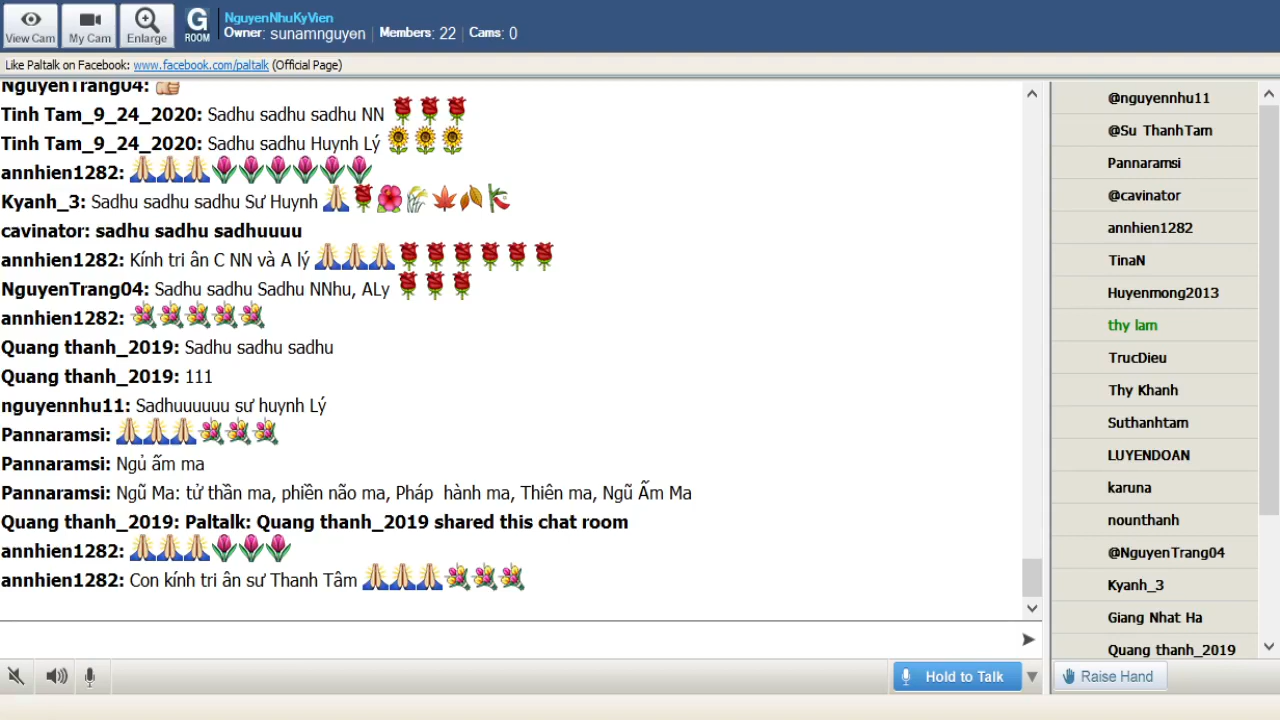 View Cam
My Cam
Enlarge
G
ROOM
NguyenNhuKyVien
Owner: sunamnguyen Members: 22 Cams: 0
Like Paltalk on Facebook: www.facebook.com/paltalk (Official Page)
NguyenTrang04:
Tinh Tam_9_24_2020: Sadhu sadhu sadhu NN
Tinh Tam_9_24_2020: Sadhu sadhu Huynh Lý
annhien1282:
Kyanh_3: Sadhu sadhu sadhu Sư Huynh
cavinator: sadhu sadhu sadhuuuu
annhien1282: Kính tri ân C NN và A lý
NguyenTrang04: Sadhu sadhu Sadhu NNhu, ALy
annhien1282:
Quang thanh_2019: Sadhu sadhu sadhu
Quang thanh_2019: 111
nguyennhu11: Sadhuuuuuu sư huynh Lý
Pannaramsi:
Pannaramsi: Ngủ ấm ma
Pannaramsi: Ngũ Ma: tử thần ma, phiền não ma, Pháp hành ma, Thiên ma, Ngũ Ấm Ma
Quang thanh_2019: Paltalk: Quang thanh_2019 shared this chat room
annhien1282:
annhien1282: Con kính tri ân sư Thanh Tâm
@nguyennhu11
@Su ThanhTam
Pannaramsi
@cavinator
annhien1282
TinaN
Huyenmong2013
thy lam
TrucDieu
Thy Khanh
Suthanhtam
LUYENDOAN
karuna
nounthanh
@NguyenTrang04
Kyanh_3
Giang Nhat Ha
Quang thanh_2019
Hold to Talk
Raise Hand